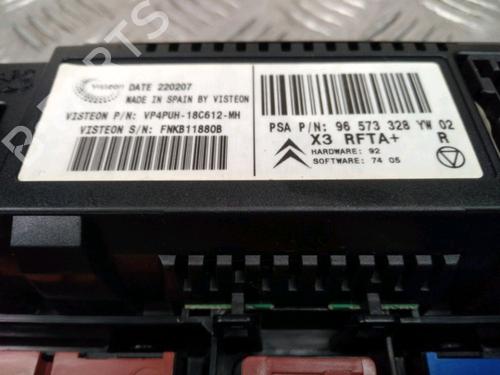 VISTEON DATE 220207
MADE IN SPAIN BY VISTEON
VISTEON P/N: VP4PUH-18C612-MH
VISTEON S/N: FNKB11880B
PSA P/N: 96 573 328 YW 02
X3 RFTA+ R
HARDWARE: 92
SOFTWARE: 74 05